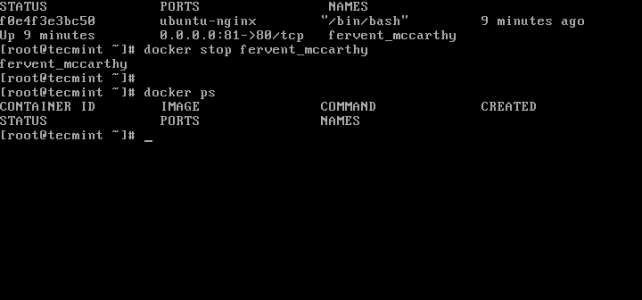 STATUS PORTS NAMES
f0e4f3e3bc50 ubuntu-nginx "/bin/bash" 9 minutes ago
Up 9 minutes 0.0.0.0:81->80/tcp fervent_mccarthy
[root@tecmint ~]# docker stop fervent_mccarthy
fervent_mccarthy
[root@tecmint ~]#
[root@tecmint ~]# docker ps
CONTAINER ID IMAGE COMMAND CREATED
STATUS PORTS NAMES
[root@tecmint ~]# _